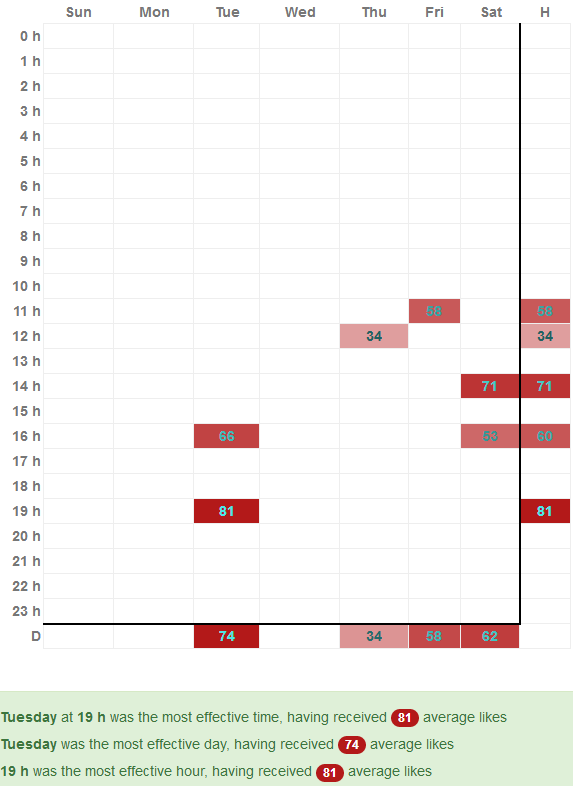 Sun Mon Tue Wed Thu Fri Sat H
0 h
1 h
2 h
3 h
4 h
5 h
6 h
7 h
8 h
9 h
10 h
11 h 58 58
12 h 34 34
13 h
14 h 71 71
15 h
16 h 66 53 60
17 h
18 h
19 h 81 81
20 h
21 h
22 h
23 h
D 74 34 58 62
Tuesday at 19 h was the most effective time, having received 81 average likes
Tuesday was the most effective day, having received 74 average likes
19 h was the most effective hour, having received 81 average likes